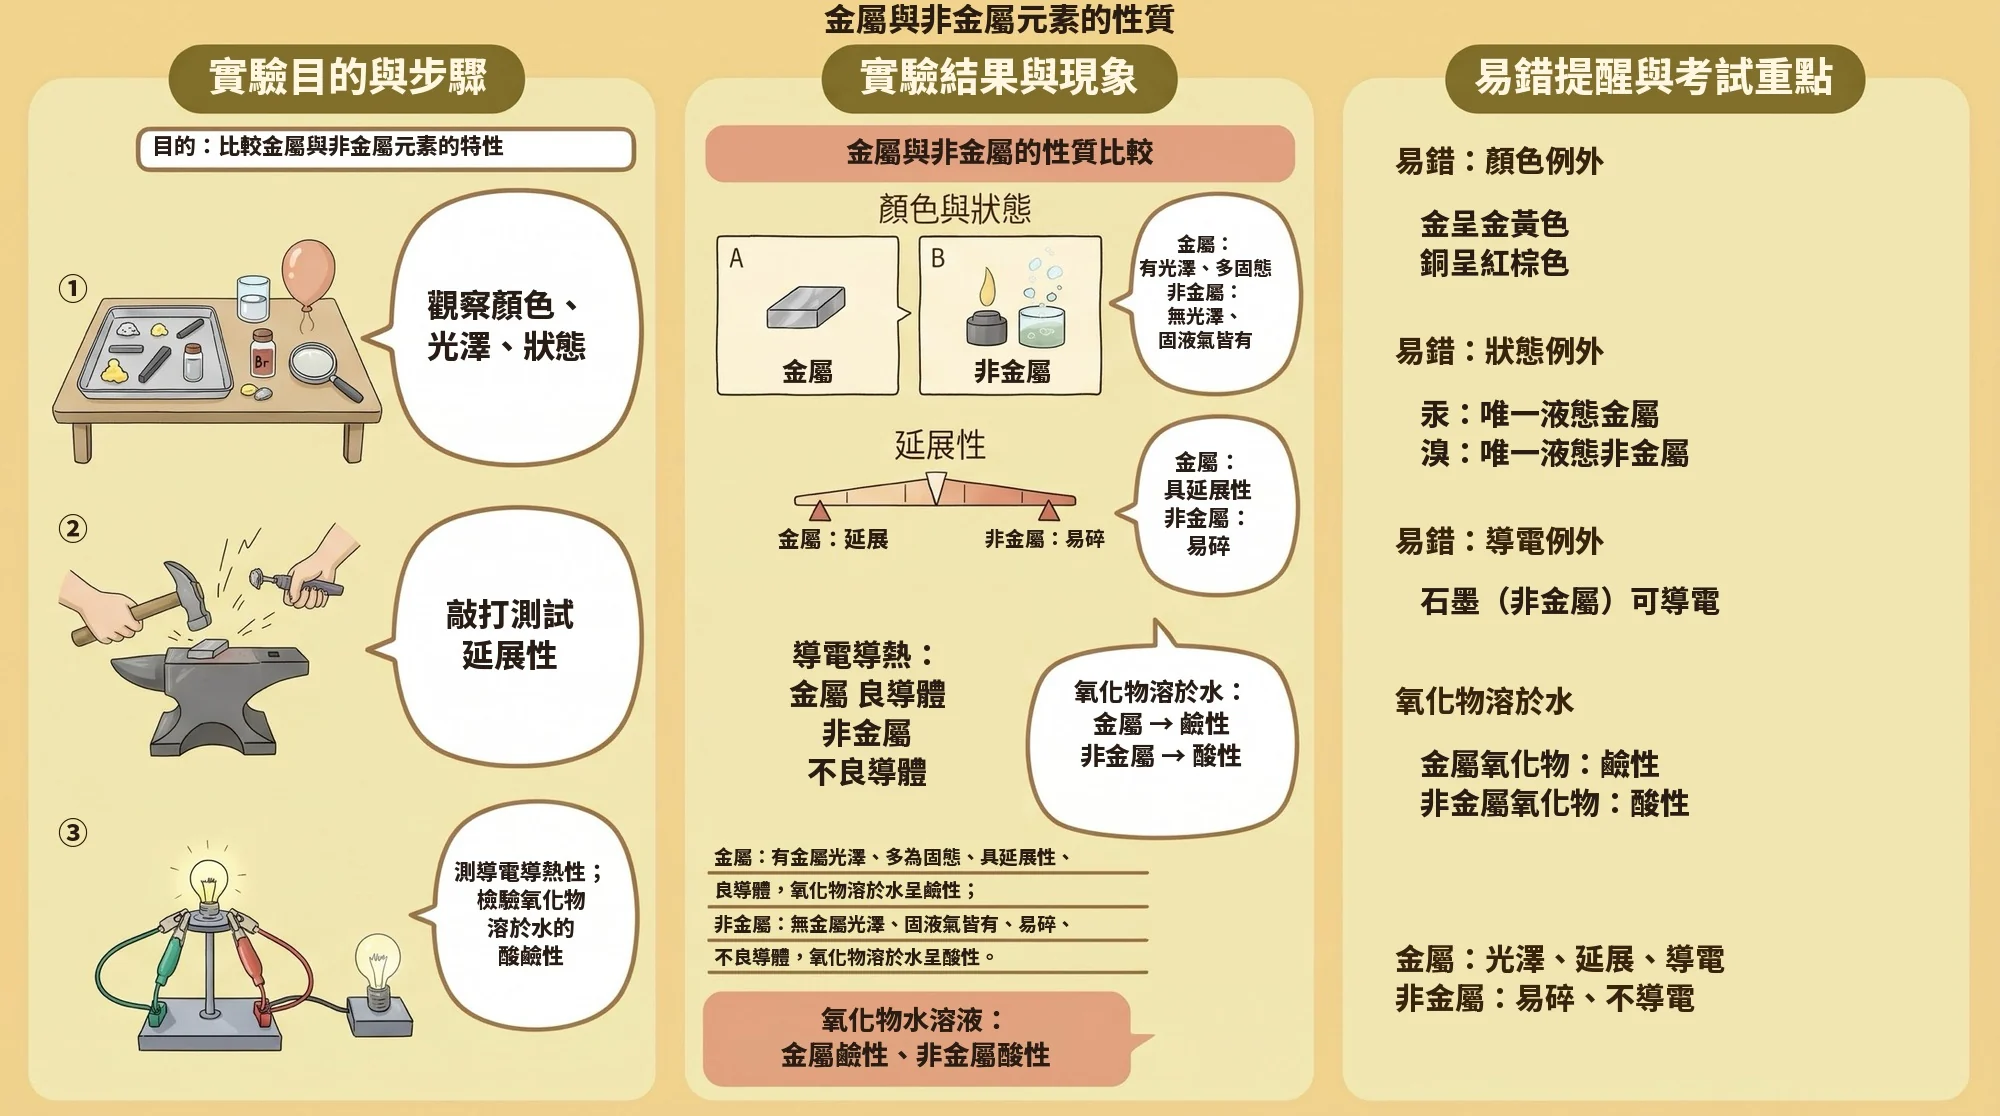 金屬與非金屬元素的性質
實驗目的與步驟
目的：比較金屬與非金屬元素的特性
①
Br
觀察顏色、
光澤、狀態
②
敲打測試
延展性
③
測導電導熱性；
檢驗氧化物
溶於水的
酸鹼性
實驗結果與現象
金屬與非金屬的性質比較
顏色與狀態
A
金屬
B
非金屬
金屬：
有光澤、多固態
非金屬：
無光澤、
固液氣皆有
延展性
金屬：延展
非金屬：易碎
金屬：
具延展性
非金屬：
易碎
導電導熱：
金屬 良導體
非金屬
不良導體
氧化物溶於水：
金屬 → 鹼性
非金屬 → 酸性
金屬：有金屬光澤、多為固態、具延展性、
良導體，氧化物溶於水呈鹼性；
非金屬：無金屬光澤、固液氣皆有、易碎、
不良導體，氧化物溶於水呈酸性。
氧化物水溶液：
金屬鹼性、非金屬酸性
易錯提醒與考試重點
易錯：顏色例外
金呈金黃色
銅呈紅棕色
易錯：狀態例外
汞：唯一液態金屬
溴：唯一液態非金屬
易錯：導電例外
石墨（非金屬）可導電
氧化物溶於水
金屬氧化物：鹼性
非金屬氧化物：酸性
金屬：光澤、延展、導電
非金屬：易碎、不導電